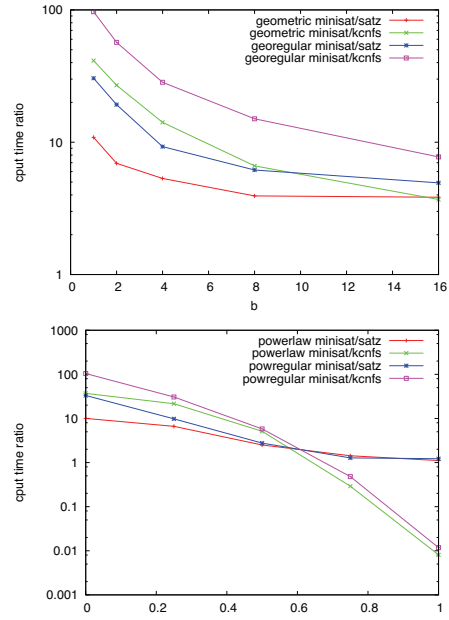 100
10
1
cput time ratio
geometric minisat/satz
geometric minisat/kcnfs
georegular minisat/satz
georegular minisat/kcnfs
0 2 4 6 8 10 12 14 16
b
1000
100
10
1
0.1
0.01
0.001
cput time ratio
powerlaw minisat/satz
powerlaw minisat/kcnfs
powregular minisat/satz
powregular minisat/kcnfs
0 0.2 0.4 0.6 0.8 1